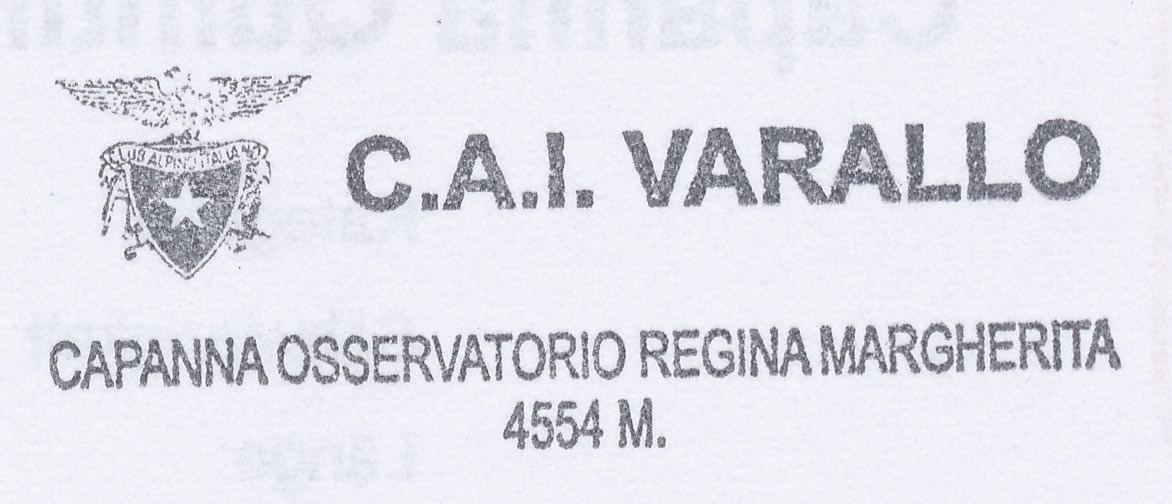 CLUB ALPINO ITALIANO
C.A.I. VARALLO
CAPANNA OSSERVATORIO REGINA MARGHERITA
4554 M.